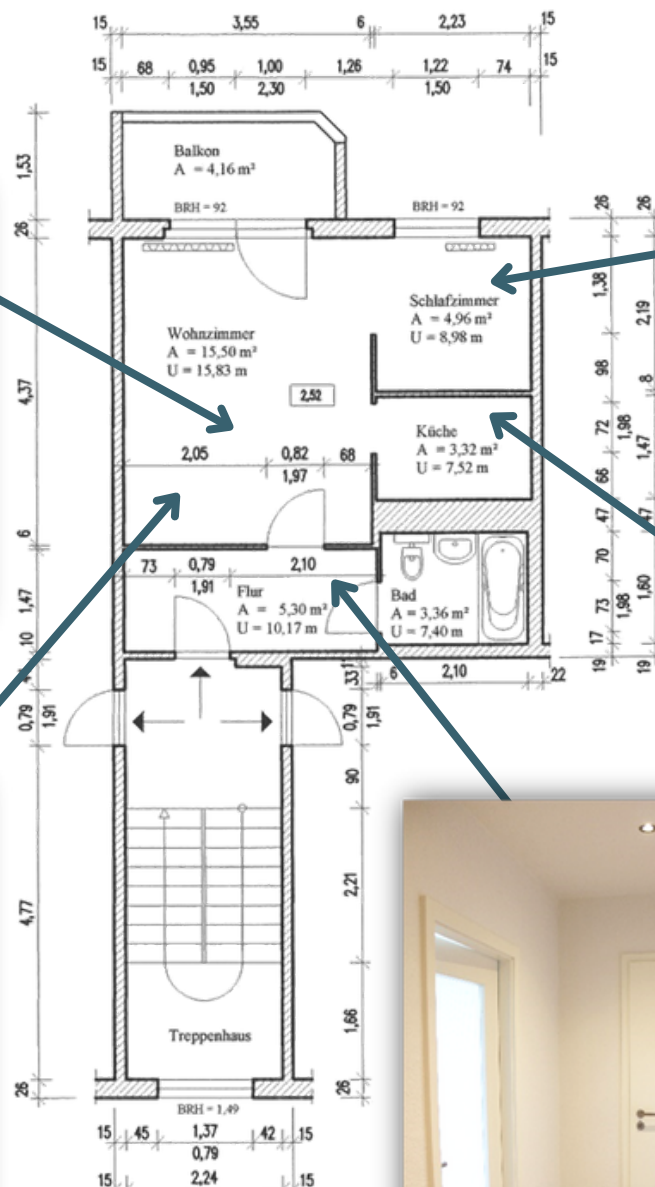 15 3,55 6 2,23 15
15 68 0,95 1,00 1,26 1,22 74 15
1,50 2,30 1,50
Balkon
A = 4,16 m²
1,53
BRH = 92
BRH = 92
26
26
26
Schlafzimmer
A = 4,96 m²
U = 8,98 m
1,38
2,19
Wohnzimmer
A = 15,50 m²
U = 15,83 m
4,37
98
8
2,52
Küche
A = 3,32 m²
U = 7,52 m
72
1,98
1,47
66
2,05 0,82 68
1,97
47
47
6
73 0,79 2,10
1,91
70
1,47
Flur
A = 5,30 m²
U = 10,17 m
Bad
A = 3,36 m²
U = 7,40 m
73
1,98
1,60
10
17
19
19
6 2,10 22
33
0,79
1,91
0,79
1,91
90
2,21
4,77
1,66
Treppenhaus
26
26
BRH = 1,49
15 45 1,37 42 15
0,79
15 2,24 15